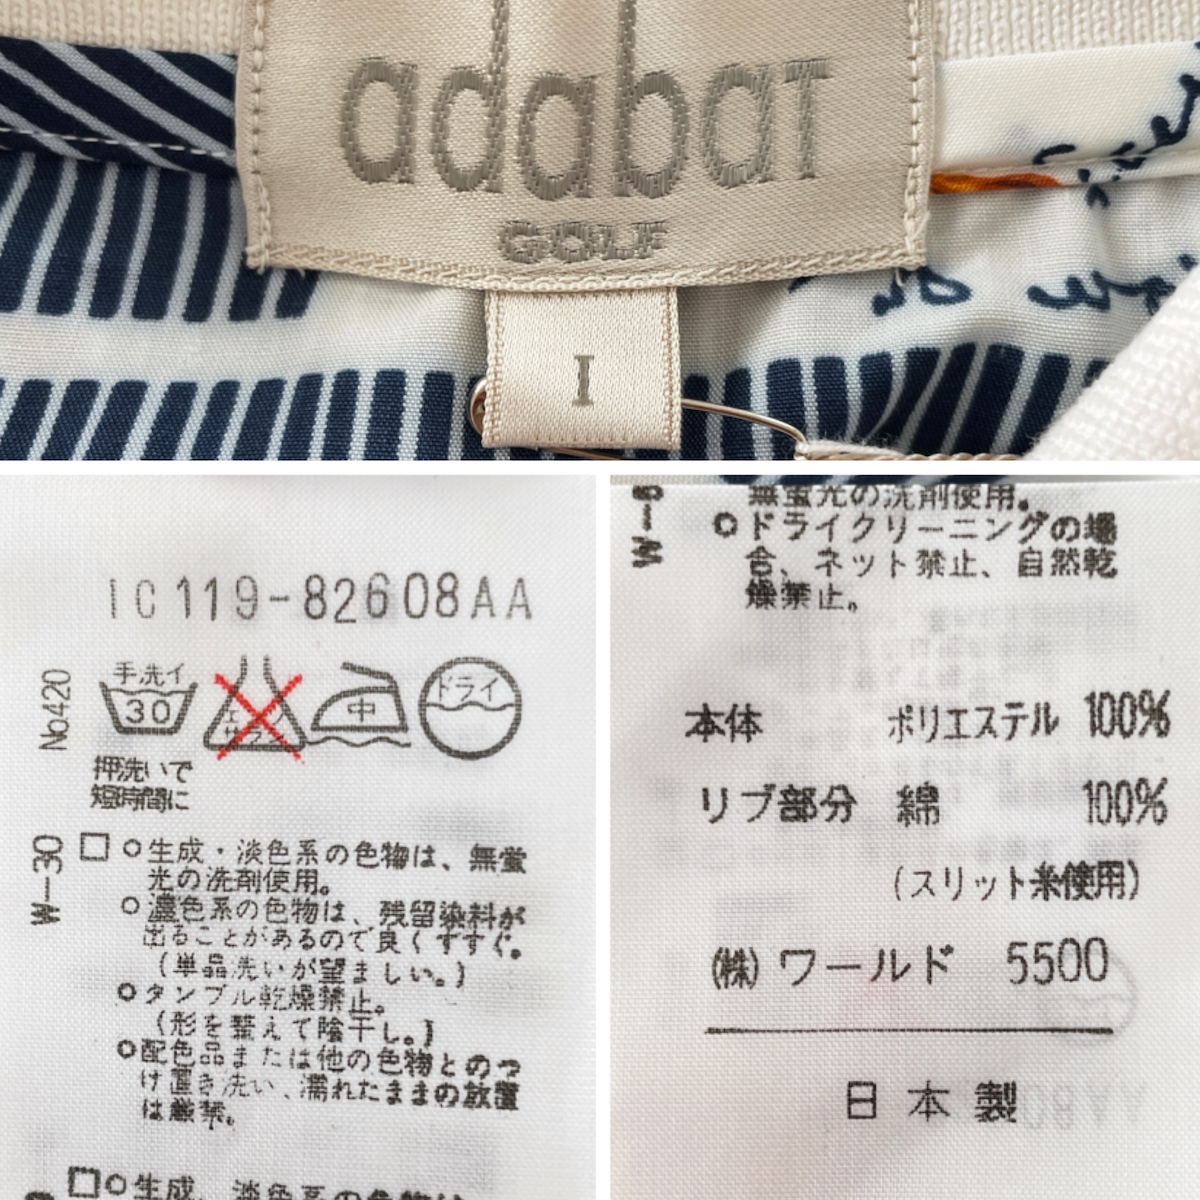 adabat
GOLF
I
IC119-82608AA
No420
手洗イ
30
エンソ
サラシ
中
ドライ
押洗いで
短時間に
W-30
□○生成・淡色系の色物は、無蛍
光の洗剤使用。
○濃色系の色物は、残留染料が
出ることがあるので良くすすぐ。
(単品洗いが望ましい。)
○タンブル乾燥禁止。
(形を整えて陰干し。)
○配色品または他の色物とのつ
け置き洗い、濡れたままの放置
は厳禁。
□○生成、淡色系の色物は
無蛍光の洗剤使用。
○ドライクリーニングの場
合、ネット禁止、自然乾
燥禁止。
本体 ポリエステル 100%
リブ部分 綿 100%
(スリット糸使用)
(株)ワールド 5500
日本製